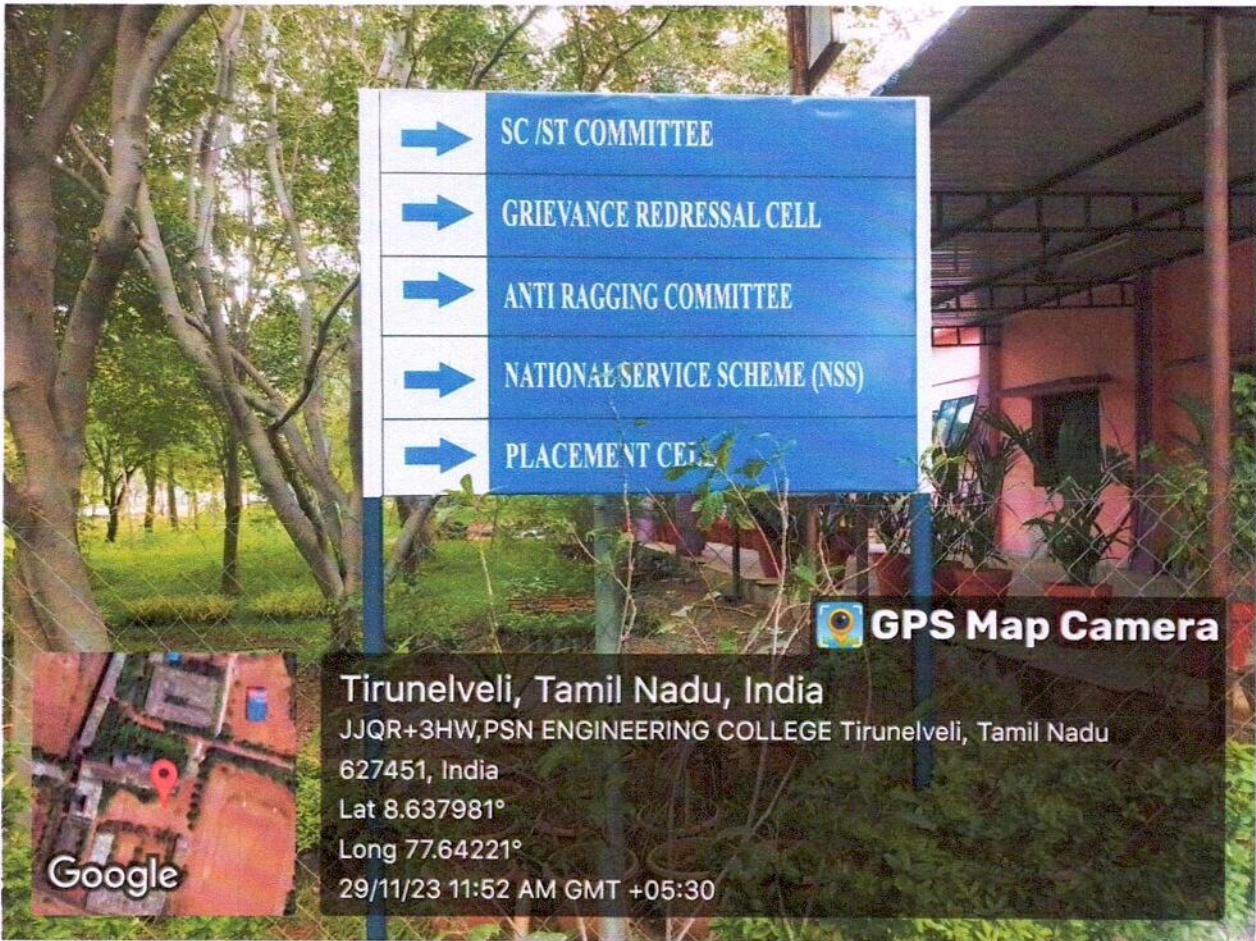 SC /ST COMMITTEE
GRIEVANCE REDRESSAL CELL
ANTI RAGGING COMMITTEE
NATIONAL SERVICE SCHEME (NSS)
PLACEMENT CELL
GPS Map Camera
Tirunelveli, Tamil Nadu, India
JJQR+3HW,PSN ENGINEERING COLLEGE Tirunelveli, Tamil Nadu
627451, India
Lat 8.637981°
Long 77.64221°
29/11/23 11:52 AM GMT +05:30
Google